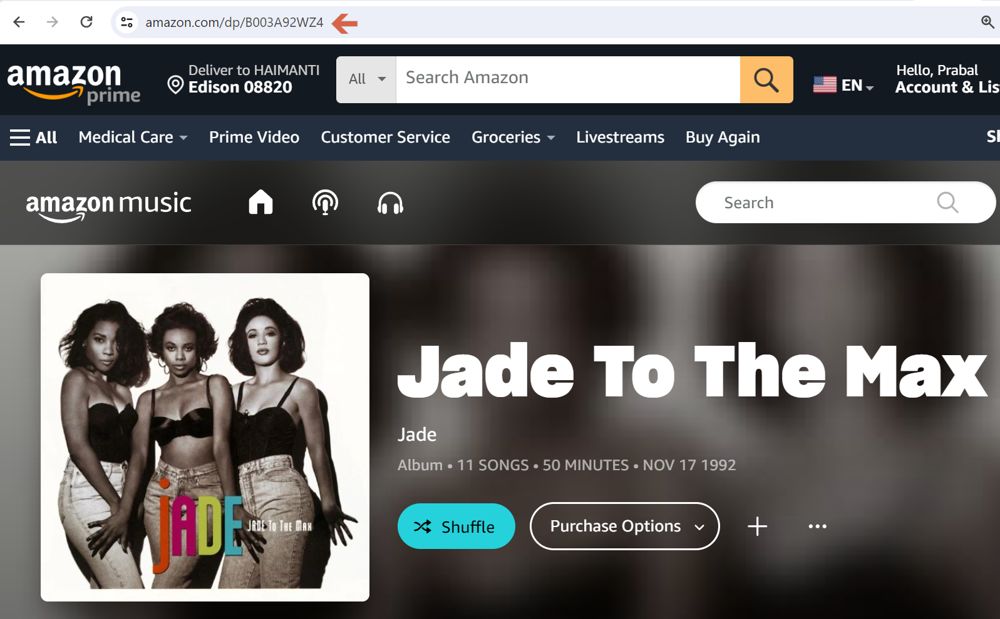 amazon.com/dp/B003A92WZ4
amazon prime
Deliver to HAIMANTI
Edison 08820
All
Search Amazon
EN
Hello, Prabal
Account & Lis
All
Medical Care
Prime Video
Customer Service
Groceries
Livestreams
Buy Again
amazon music
Search
JADE
JADE To THE MAX
Jade To The Max
Jade
Album • 11 SONGS • 50 MINUTES • NOV 17 1992
Shuffle
Purchase Options